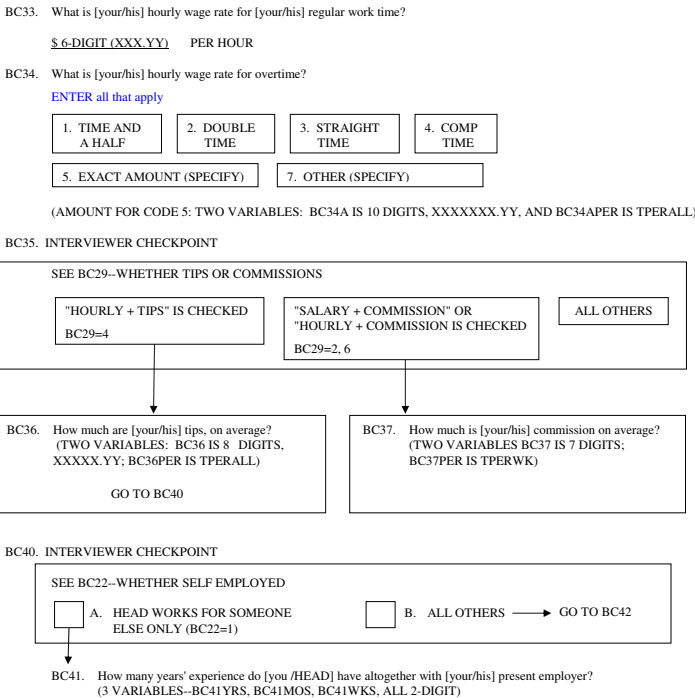 BC33. What is [your/his] hourly wage rate for [your/his] regular work time?
$ 6-DIGIT (XXX.YY) PER HOUR
BC34. What is [your/his] hourly wage rate for overtime?
ENTER all that apply
1. TIME AND
A HALF
2. DOUBLE
TIME
3. STRAIGHT
TIME
4. COMP
TIME
5. EXACT AMOUNT (SPECIFY)
7. OTHER (SPECIFY)
(AMOUNT FOR CODE 5: TWO VARIABLES: BC34A IS 10 DIGITS, XXXXXXX.YY, AND BC34APER IS TPERALL)
BC35. INTERVIEWER CHECKPOINT
SEE BC29--WHETHER TIPS OR COMMISSIONS
"HOURLY + TIPS" IS CHECKED
BC29=4
"SALARY + COMMISSION" OR
"HOURLY + COMMISSION IS CHECKED
BC29=2, 6
ALL OTHERS
BC36. How much are [your/his] tips, on average?
(TWO VARIABLES: BC36 IS 8 DIGITS,
XXXXX.YY; BC36PER IS TPERALL)
GO TO BC40
BC37. How much is [your/his] commission on average?
(TWO VARIABLES BC37 IS 7 DIGITS;
BC37PER IS TPERWK)
BC40. INTERVIEWER CHECKPOINT
SEE BC22--WHETHER SELF EMPLOYED
A. HEAD WORKS FOR SOMEONE
ELSE ONLY (BC22=1)
B. ALL OTHERS GO TO BC42
BC41. How many years' experience do [you /HEAD] have altogether with [your/his] present employer?
(3 VARIABLES--BC41YRS, BC41MOS, BC41WKS, ALL 2-DIGIT)